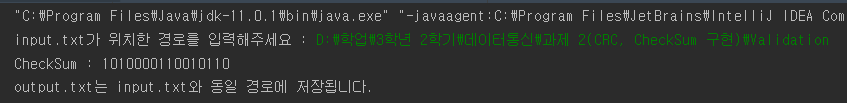 "C:₩Program Files₩Java₩jdk-11.0.1₩bin₩java.exe" "-javaagent:C:₩Program Files₩JetBrains₩IntelliJ IDEA Com
input.txt가 위치한 경로를 입력해주세요 : D:₩학업₩3학년 2학기₩데이터통신₩과제 2(CRC, CheckSum 구현)₩Validation
CheckSum : 1010000110010110
output.txt는 input.txt와 동일 경로에 저장됩니다.